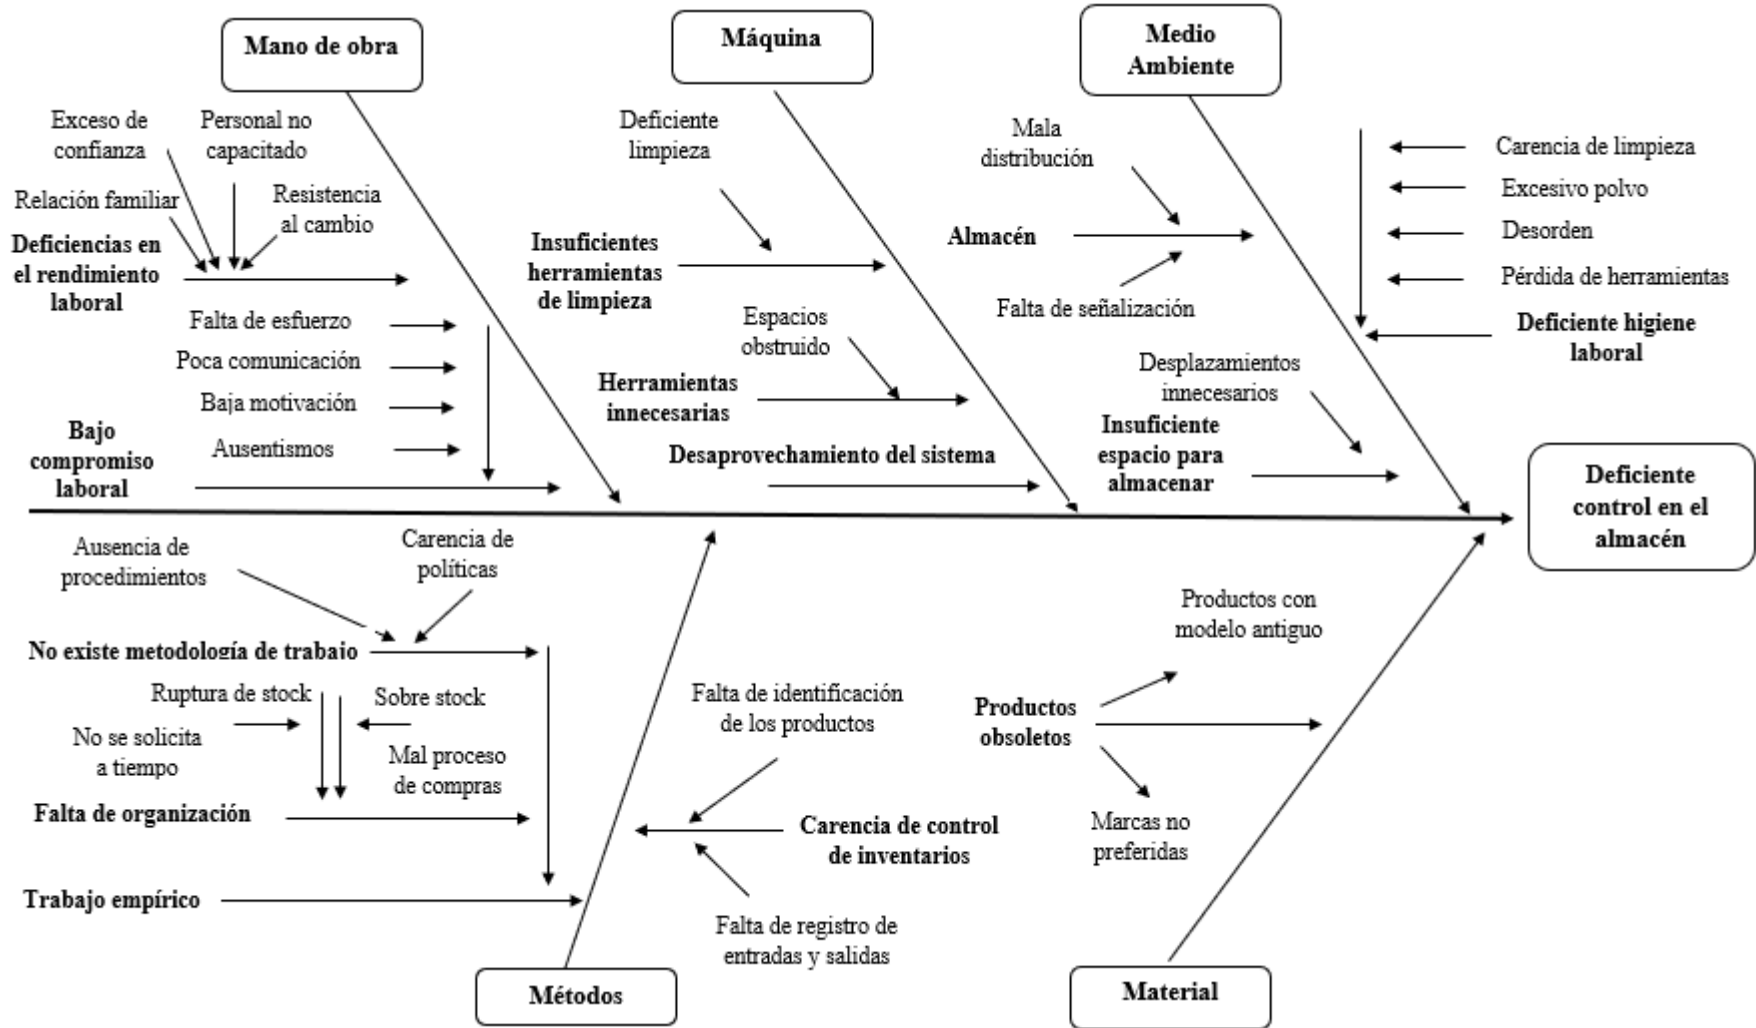 Mano de obra
Máquina
Medio
Ambiente
Exceso de
confianza
Personal no
capacitado
Relación familiar
Resistencia
al cambio
Deficiencias en
el rendimiento
laboral
Falta de esfuerzo
Poca comunicación
Baja motivación
Ausentismos
Bajo
compromiso
laboral
Deficiente
limpieza
Insuficientes
herramientas
de limpieza
Espacios
obstruido
Herramientas
innecesarias
Desaprovechamiento del sistema
Mala
distribución
Almacén
Falta de señalización
Carencia de limpieza
Excesivo polvo
Desorden
Pérdida de herramientas
Deficiente higiene
laboral
Desplazamientos
innecesarios
Insuficiente
espacio para
almacenar
Deficiente
control en el
almacén
Ausencia de
procedimientos
Carencia de
políticas
No existe metodología de trabajo
Ruptura de stock
Sobre stock
No se solicita
a tiempo
Mal proceso
de compras
Falta de organización
Trabajo empírico
Falta de identificación
de los productos
Carencia de control
de inventarios
Falta de registro de
entradas y salidas
Productos con
modelo antiguo
Productos
obsoletos
Marcas no
preferidas
Métodos
Material